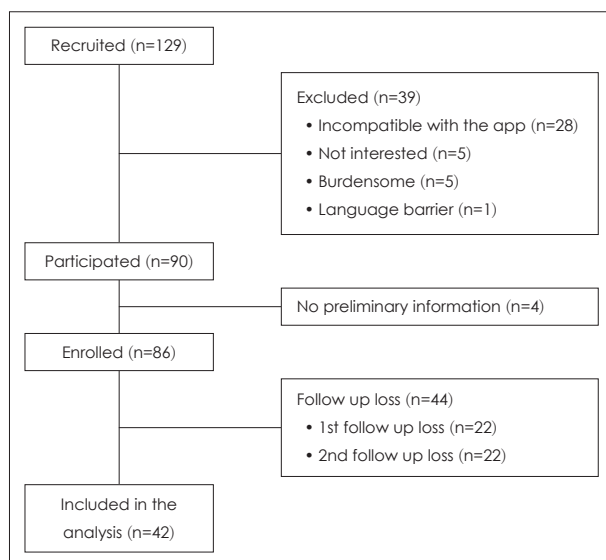 Recruited (n=129)
Excluded (n=39)
• Incompatible with the app (n=28)
• Not interested (n=5)
• Burdensome (n=5)
• Language barrier (n=1)
Participated (n=90)
No preliminary information (n=4)
Enrolled (n=86)
Follow up loss (n=44)
• 1st follow up loss (n=22)
• 2nd follow up loss (n=22)
Included in the
analysis (n=42)